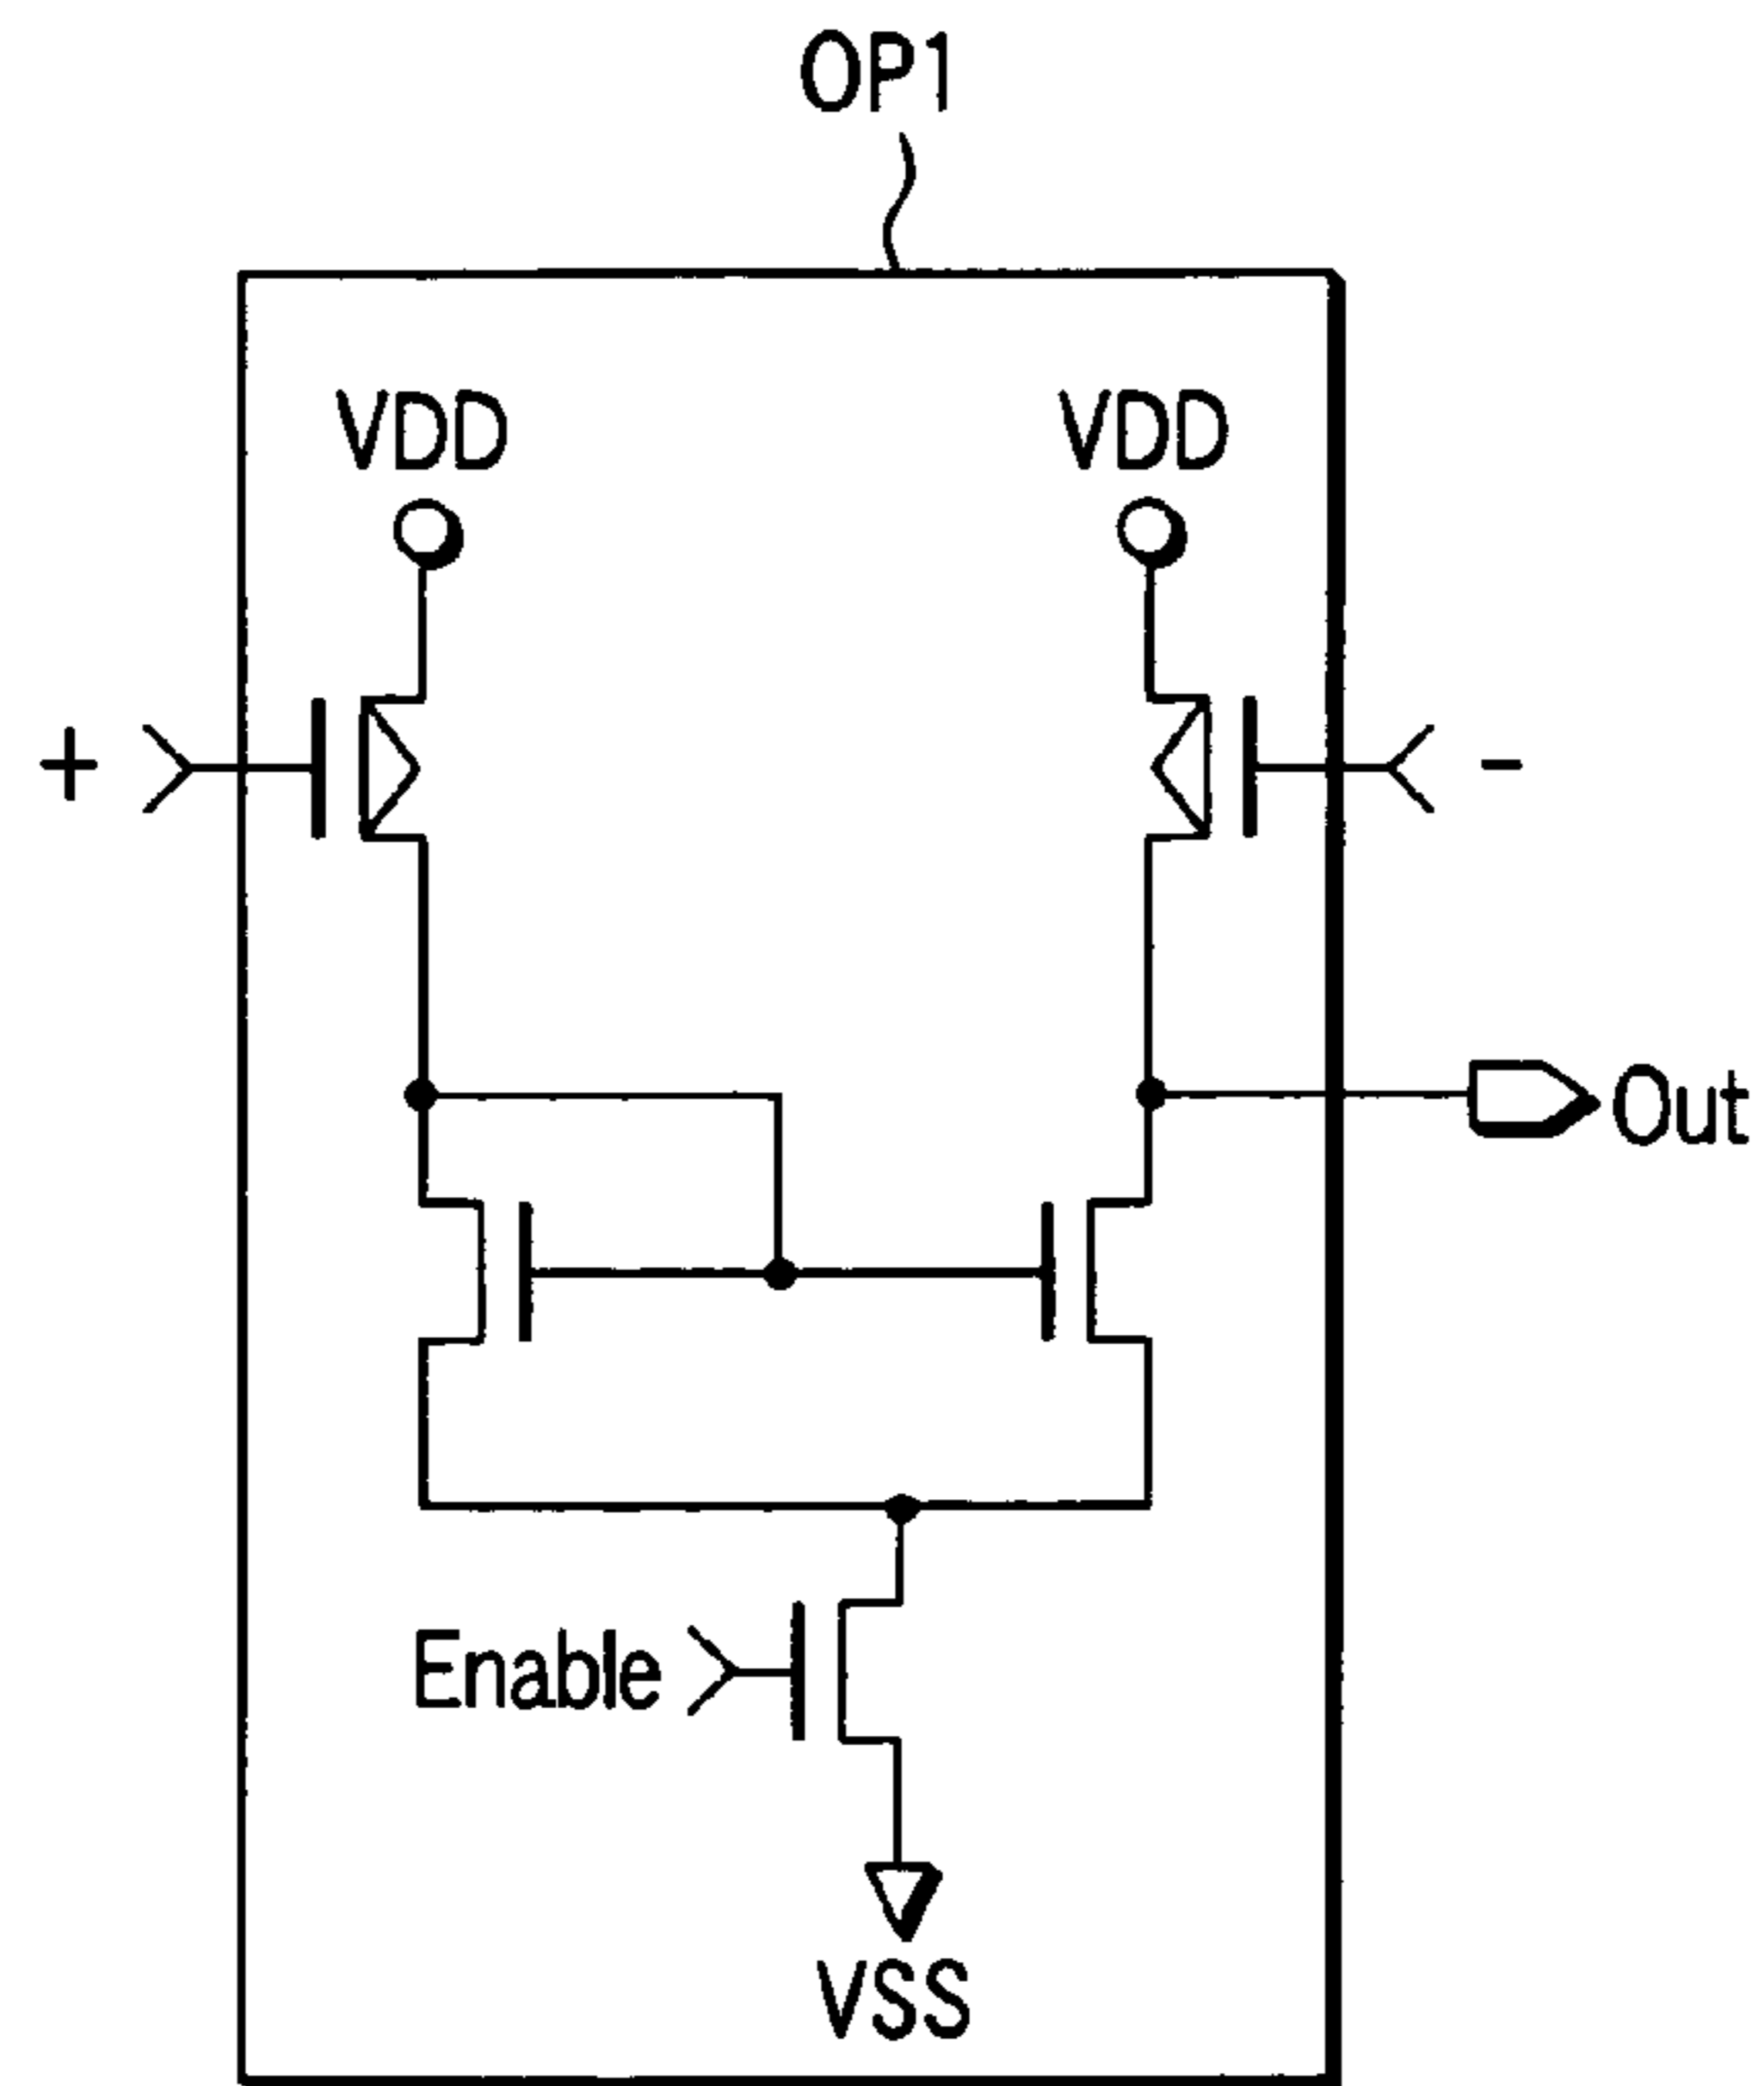 OP1
VDD VDD
+ -
Out
Enable
VSS